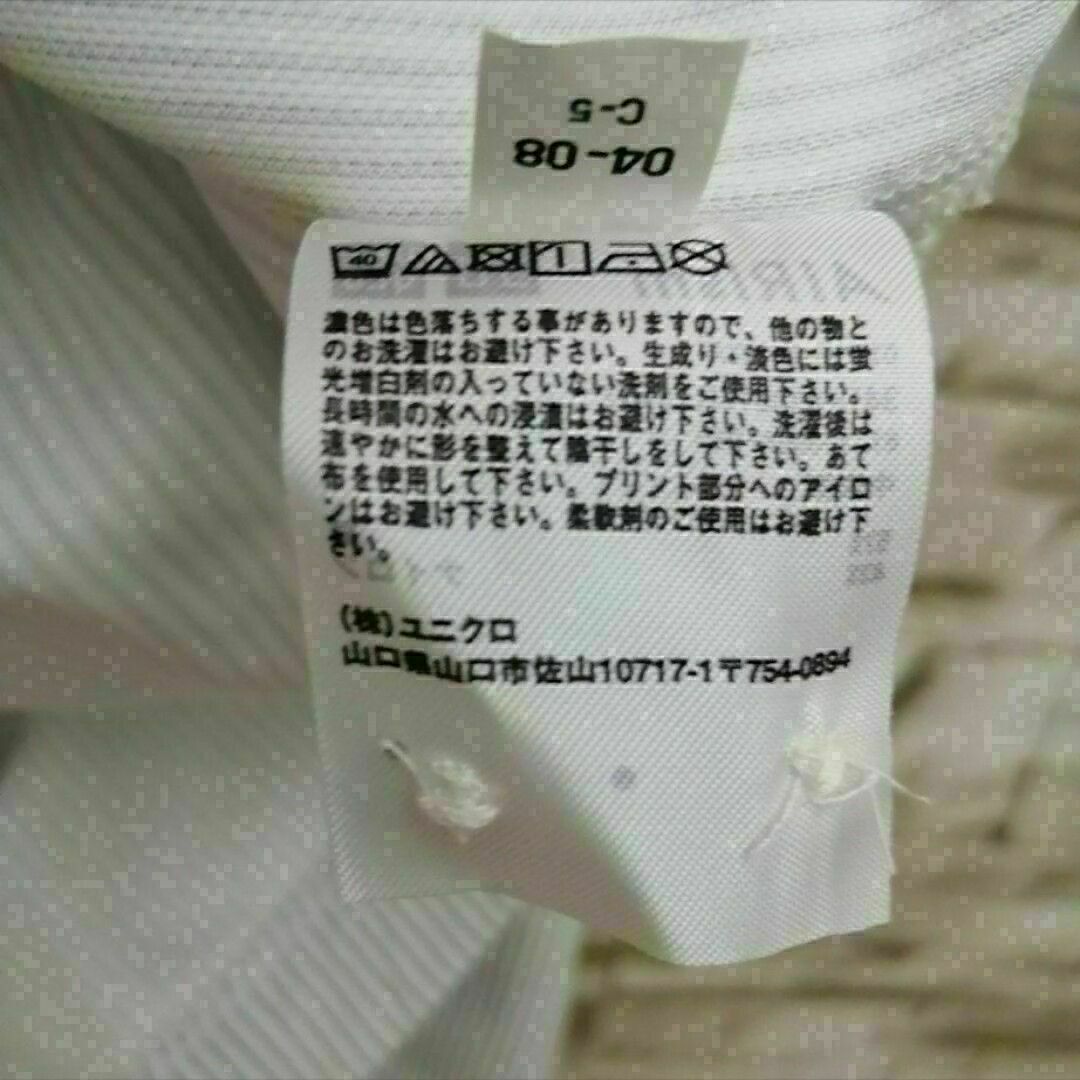 C-5
04-08
40
濃色は色落ちする事がありますので、他の物と
のお洗濯はお避け下さい。生成り・淡色には蛍
光増白剤の入っていない洗剤をご使用下さい。
長時間の水への浸漬はお避け下さい。洗濯後は
速やかに形を整えて陰干しをして下さい。あて
布を使用して下さい。プリント部分へのアイロ
ンはお避け下さい。柔軟剤のご使用はお避け下
さい。
(株)ユニクロ
山口県山口市佐山10717-1〒754-0894